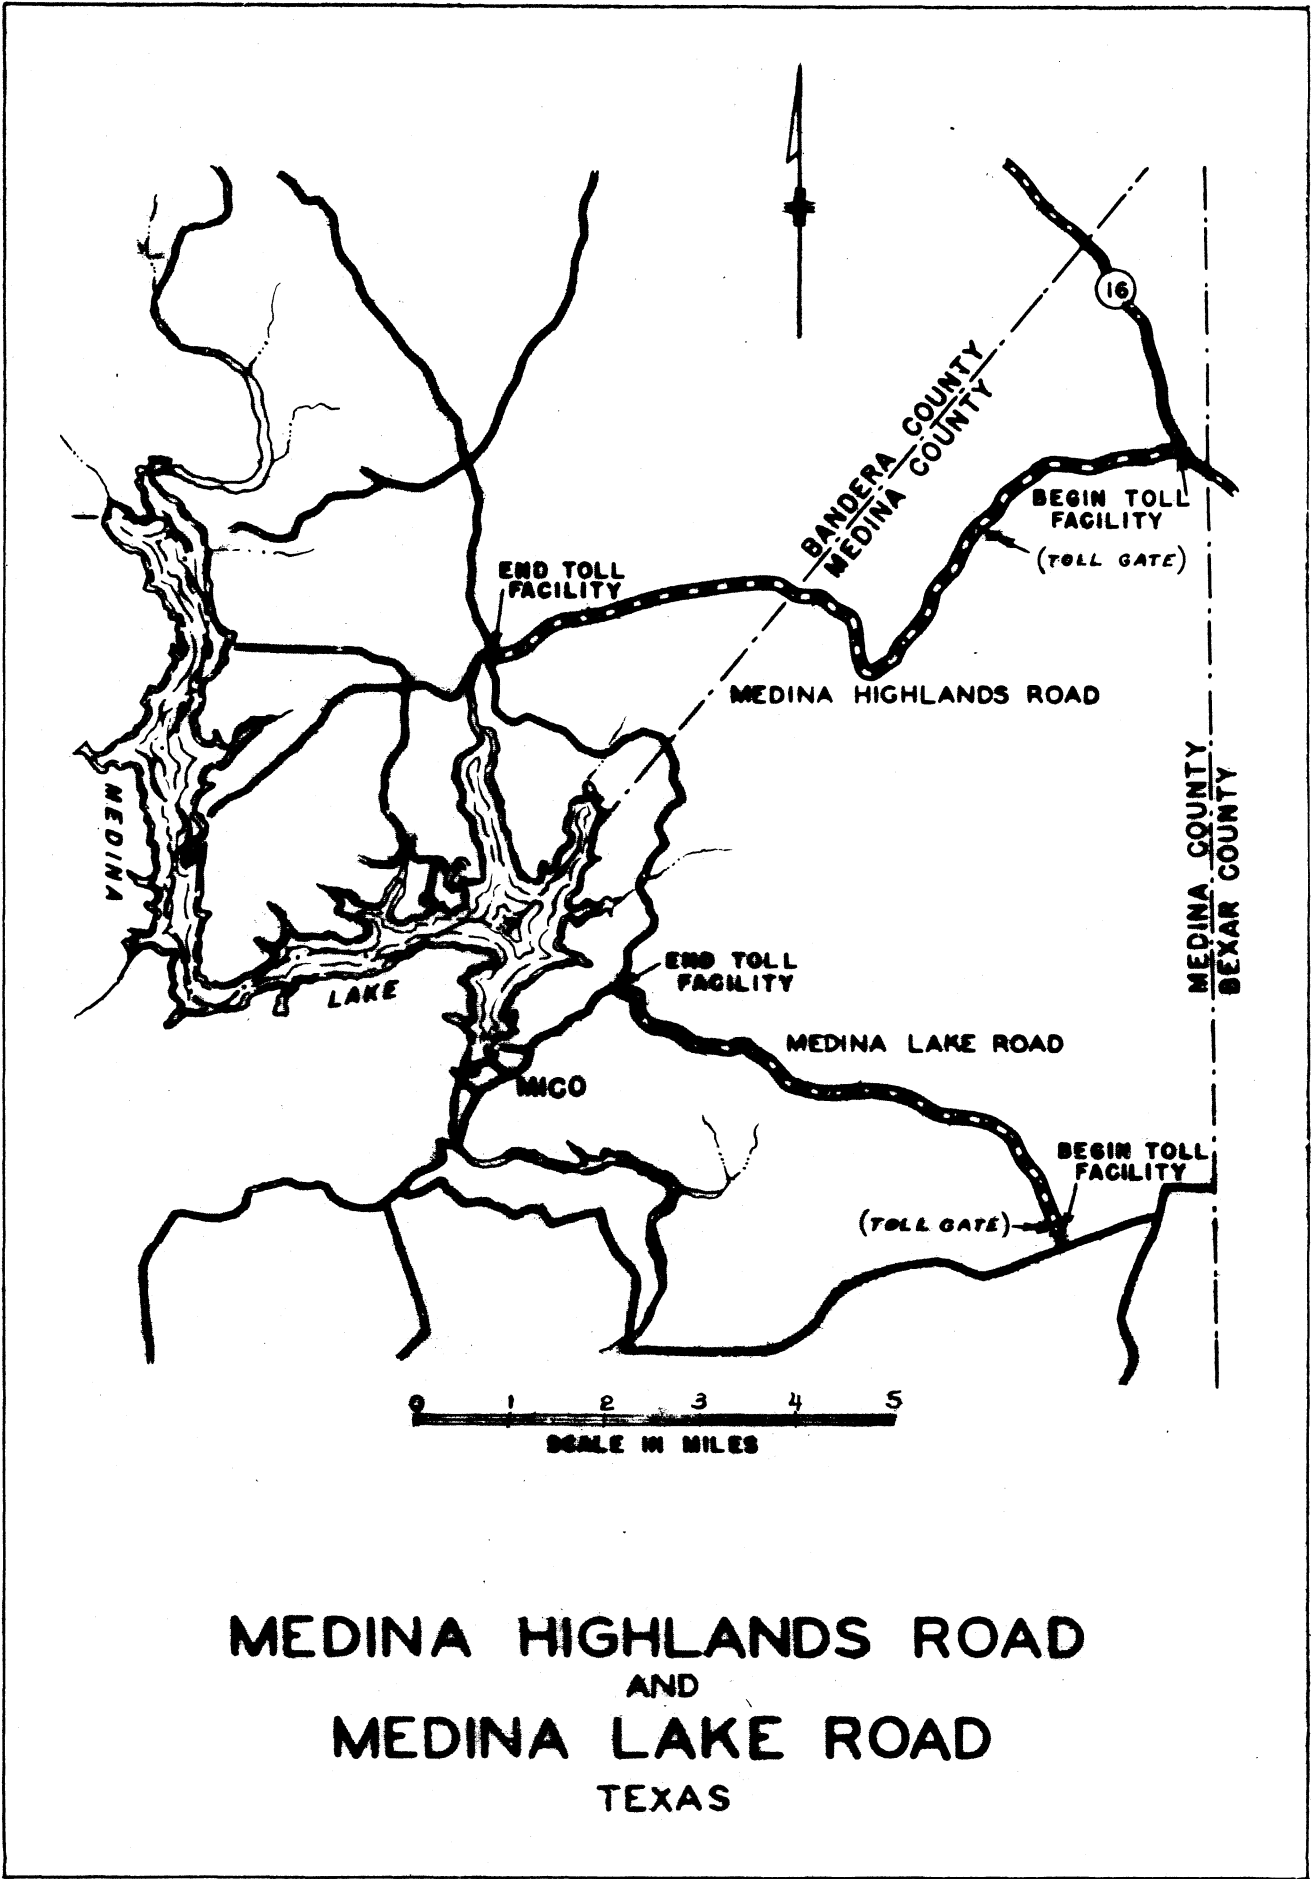 16
BANDERA COUNTY
MEDINA COUNTY
BEGIN TOLL
FACILITY
(TOLL GATE)
END TOLL
FACILITY
MEDINA HIGHLANDS ROAD
MEDINA COUNTY
BEXAR COUNTY
MEDINA
LAKE
END TOLL
FACILITY
MEDINA LAKE ROAD
MICO
BEGIN TOLL
FACILITY
(TOLL GATE)
0 1 2 3 4 5
SCALE IN MILES
MEDINA HIGHLANDS ROAD
AND
MEDINA LAKE ROAD
TEXAS